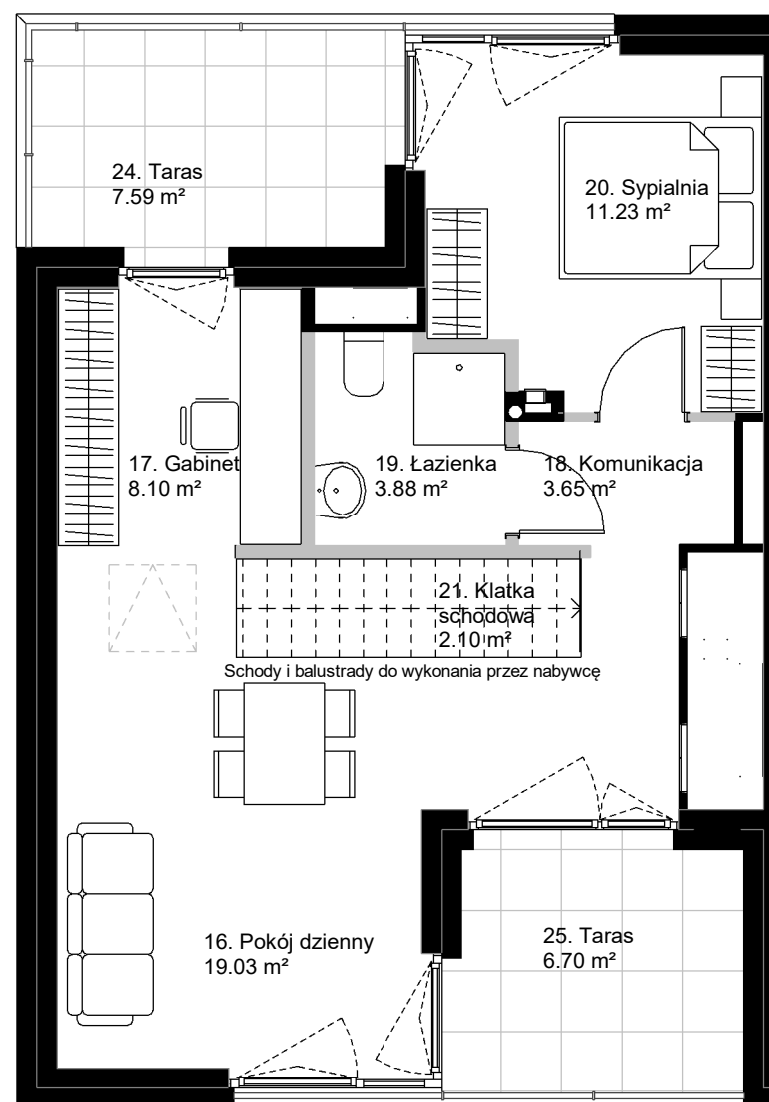 24. Taras
7.59 m²
20. Sypialnia
11.23 m²
17. Gabinet
8.10 m²
19. Łazienka
3.88 m²
18. Komunikacja
3.65 m²
21. Klatka
schodowa
2.10 m²
Schody i balustrady do wykonania przez nabywcę
16. Pokój dzienny
19.03 m²
25. Taras
6.70 m²